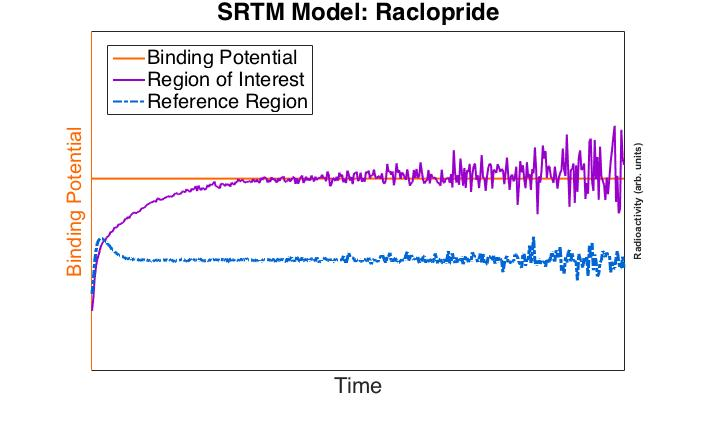 SRTM Model: Raclopride
Binding Potential
Region of Interest
Reference Region
Binding Potential
Radioactivity (arb. units)
Time